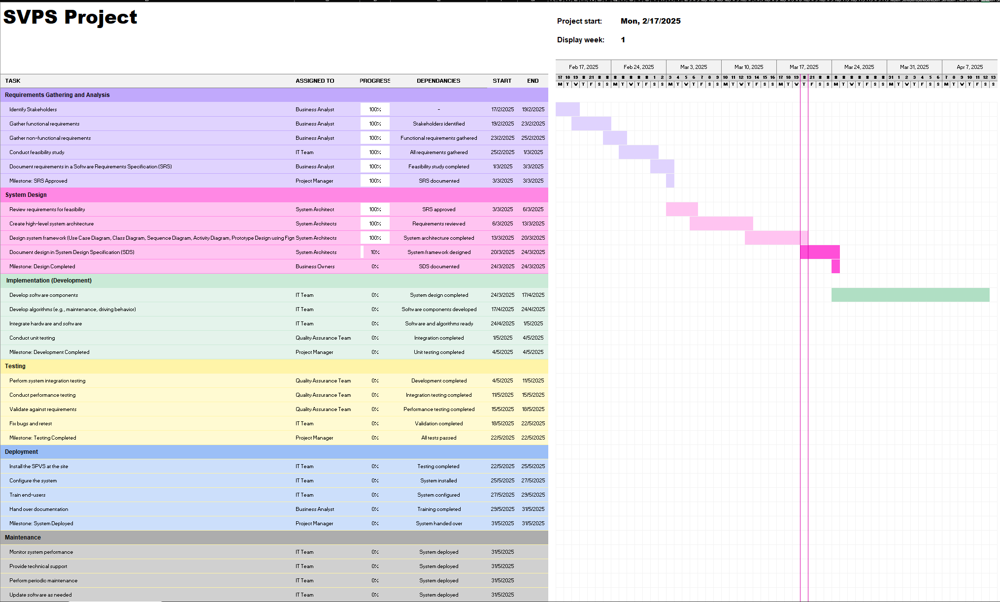 SVPS Project
Project start: Mon, 2/17/2025
Display week: 1
Feb 17, 2025 Feb 24, 2025 Mar 3, 2025 Mar 10, 2025 Mar 17, 2025 Mar 24, 2025 Mar 31, 2025 Apr 7, 2025
17 18 19 # 21 # # # # # # # 1 2 3 4 5 6 7 8 9 10 11 12 13 14 15 16 17 18 19 # 21 # # # # # # # # # 31 1 2 3 4 5 6 7 8 9 10 11 12 13
TASK ASSIGNED TO PROGRESS DEPENDANCIES START END
M T W T F S S M T W T F S S M T W T F S S M T W T F S S M T W T F S S M T W T F S S M T W T F S S M T W T F S S
Requirements Gathering and Analysis
Identify Stakeholders Business Analyst 100% - 17/2/2025 19/2/2025
Gather functional requirements Business Analyst 100% Stakeholders identified 19/2/2025 23/2/2025
Gather non-functional requirements Business Analyst 100% Functional requirements gathered 23/2/2025 25/2/2025
Conduct feasibility study IT Team 100% All requirements gathered 25/2/2025 1/3/2025
Document requirements in a Software Requirements Specification (SRS) Business Analyst 100% Feasibility study completed 1/3/2025 3/3/2025
Milestone: SRS Approved Project Manager 100% SRS documented 3/3/2025 3/3/2025
System Design
Review requirements for feasibility System Architect 100% SRS approved 3/3/2025 6/3/2025
Create high-level system architecture System Architects 100% Requirements reviewed 6/3/2025 13/3/2025
Design system framework (Use Case Diagram, Class Diagram, Sequence Diagram, Activity Diagram, Prototype Design using Figm System Architects 100% System architecture completed 13/3/2025 20/3/2025
Document design in System Design Specification (SDS) System Architects 10% System framework designed 20/3/2025 24/3/2025
Milestone: Design Completed Business Owners 0% SDS documented 24/3/2025 24/3/2025
Implementation (Development)
Develop software components IT Team 0% System design completed 24/3/2025 17/4/2025
Develop algorithms (e.g., maintenance, driving behavior) IT Team 0% Software components developed 17/4/2025 24/4/2025
Integrate hardware and software IT Team 0% Software and algorithms ready 24/4/2025 1/5/2025
Conduct unit testing Quality Assurance Team 0% Integration completed 1/5/2025 4/5/2025
Milestone: Development Completed Project Manager 0% Unit testing completed 4/5/2025 4/5/2025
Testing
Perform system integration testing Quality Assurance Team 0% Development completed 4/5/2025 11/5/2025
Conduct performance testing Quality Assurance Team 0% Integration testing completed 11/5/2025 15/5/2025
Validate against requirements Quality Assurance Team 0% Performance testing completed 15/5/2025 18/5/2025
Fix bugs and retest IT Team 0% Validation completed 18/5/2025 22/5/2025
Milestone: Testing Completed Project Manager 0% All tests passed 22/5/2025 22/5/2025
Deployment
Install the SPVS at the site IT Team 0% Testing completed 22/5/2025 25/5/2025
Configure the system IT Team 0% System installed 25/5/2025 27/5/2025
Train end-users IT Team 0% System configured 27/5/2025 29/5/2025
Hand over documentation Business Analyst 0% Training completed 29/5/2025 31/5/2025
Milestone: System Deployed Project Manager 0% System handed over 31/5/2025 31/5/2025
Maintenance
Monitor system performance IT Team 0% System deployed 31/5/2025
Provide technical support IT Team 0% System deployed 31/5/2025
Perform periodic maintenance IT Team 0% System deployed 31/5/2025
Update software as needed IT Team 0% System deployed 31/5/2025